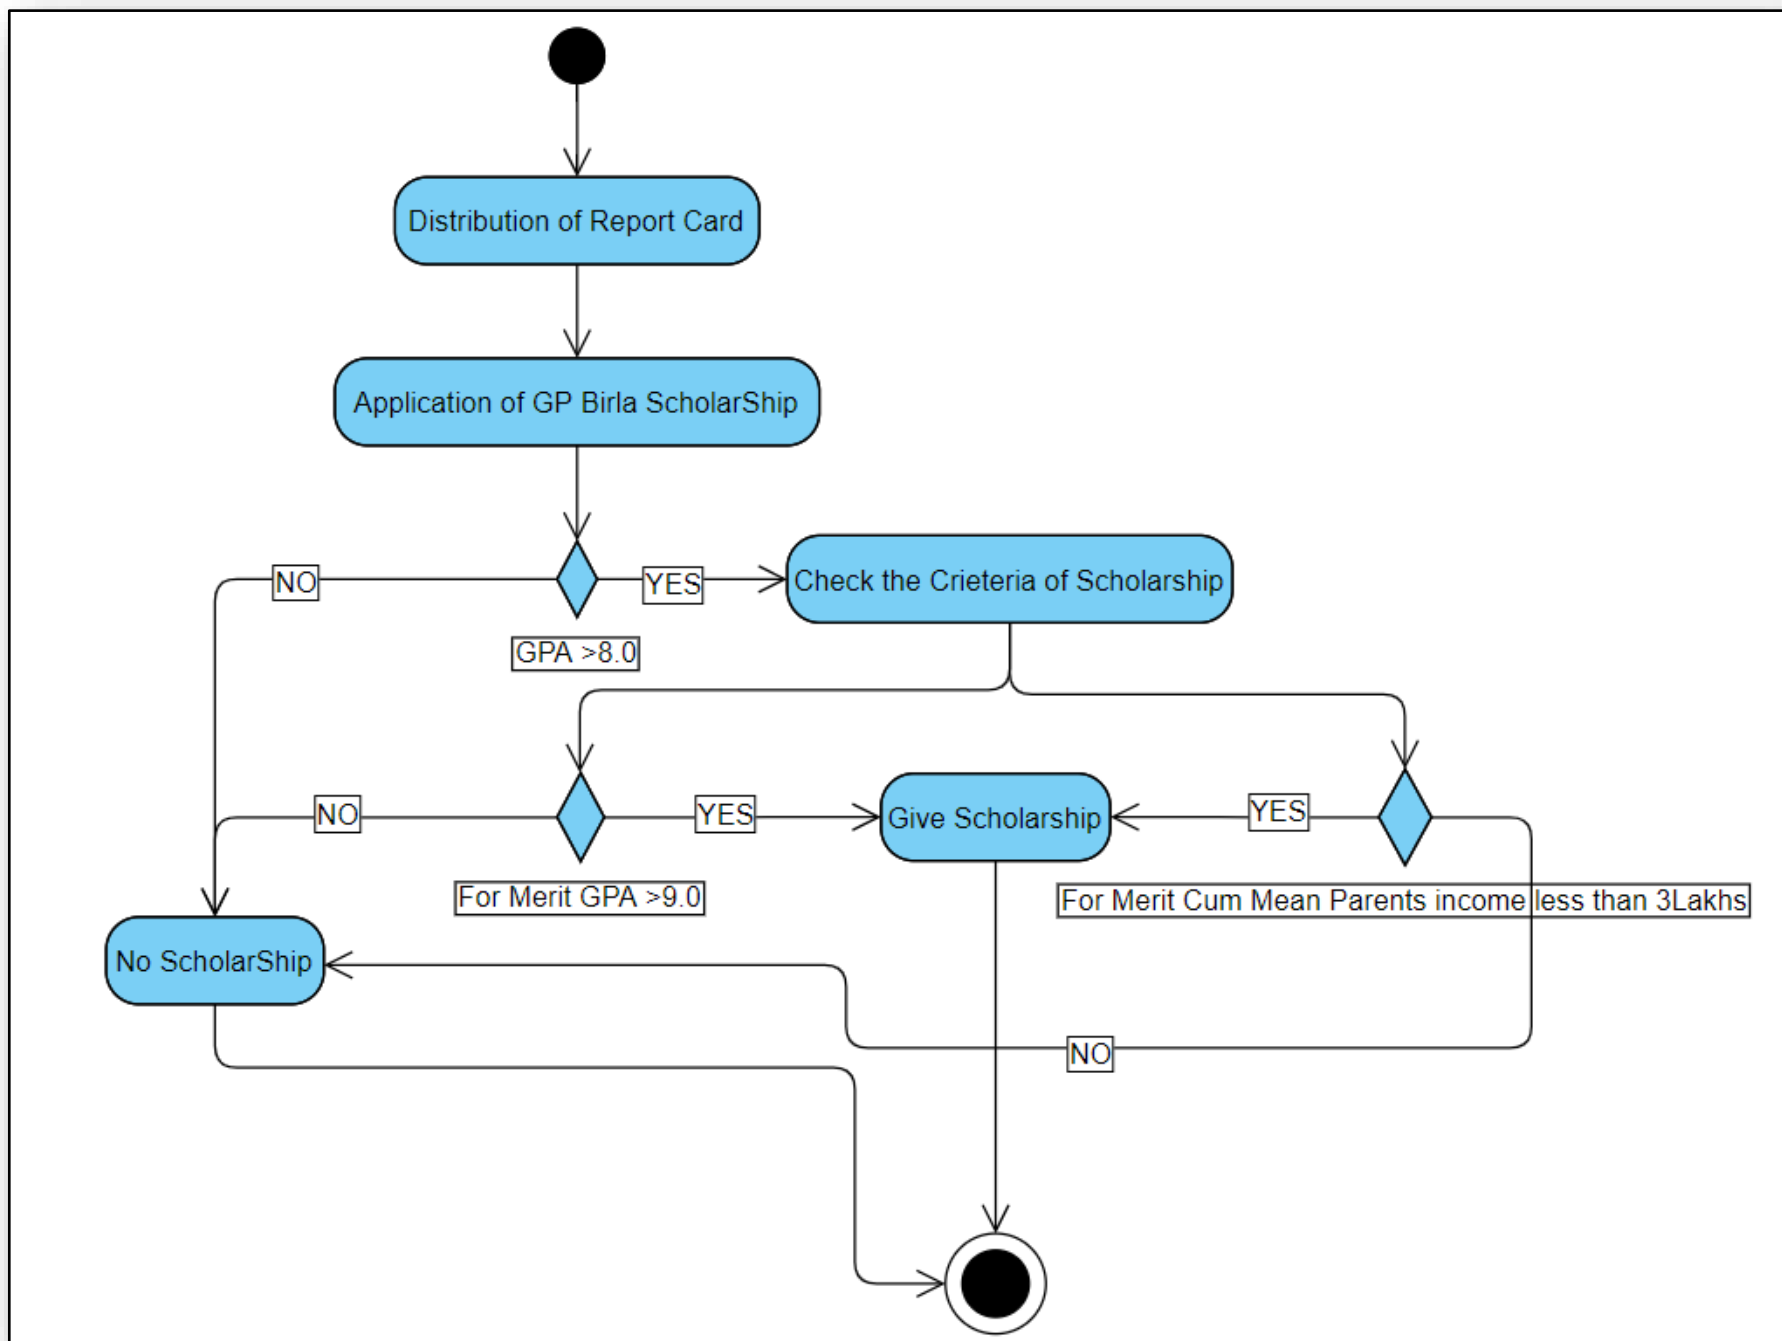 Distribution of Report Card
Application of GP Birla ScholarShip
NO
YES
Check the Crieteria of Scholarship
GPA >8.0
NO
YES
Give Scholarship
YES
For Merit GPA >9.0
For Merit Cum Mean Parents income less than 3Lakhs
No ScholarShip
NO